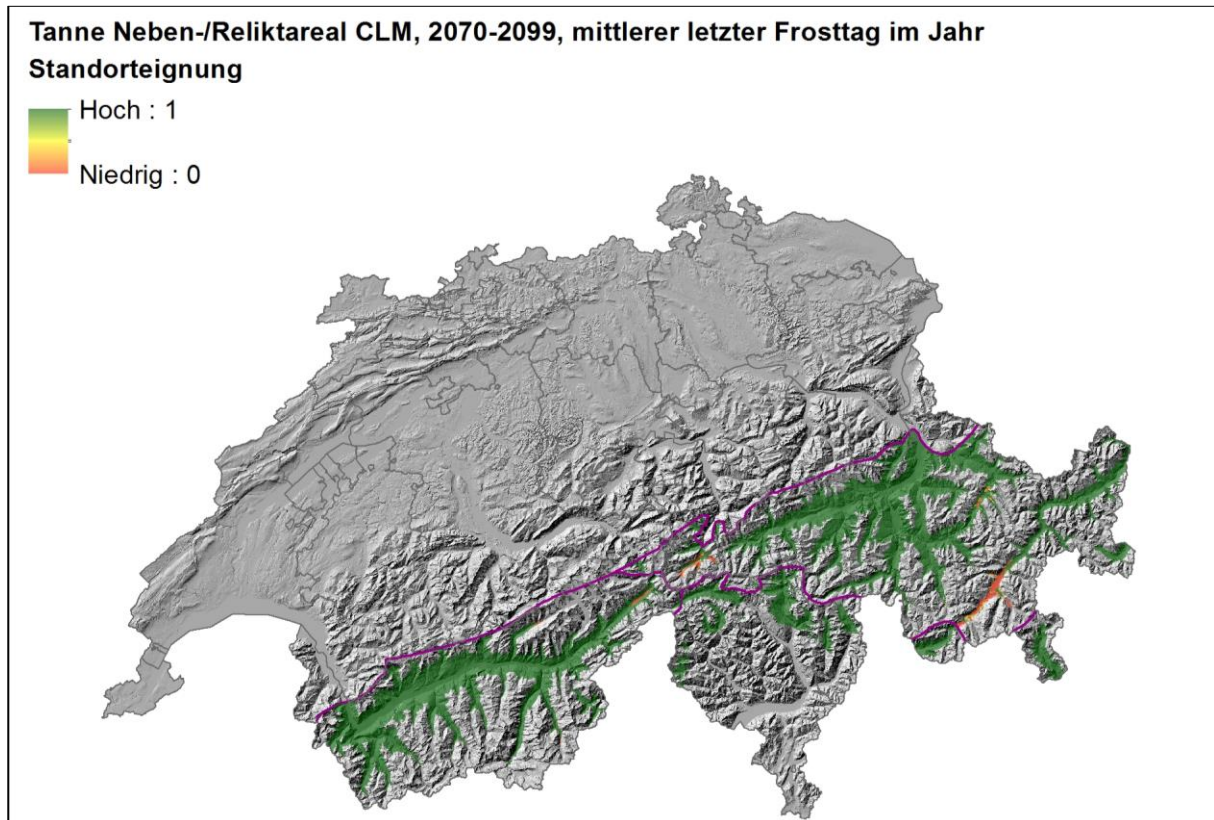 Tanne Neben-/Reliktareal CLM, 2070-2099, mittlerer letzter Frosttag im Jahr
Standorteignung
Hoch : 1
Niedrig : 0